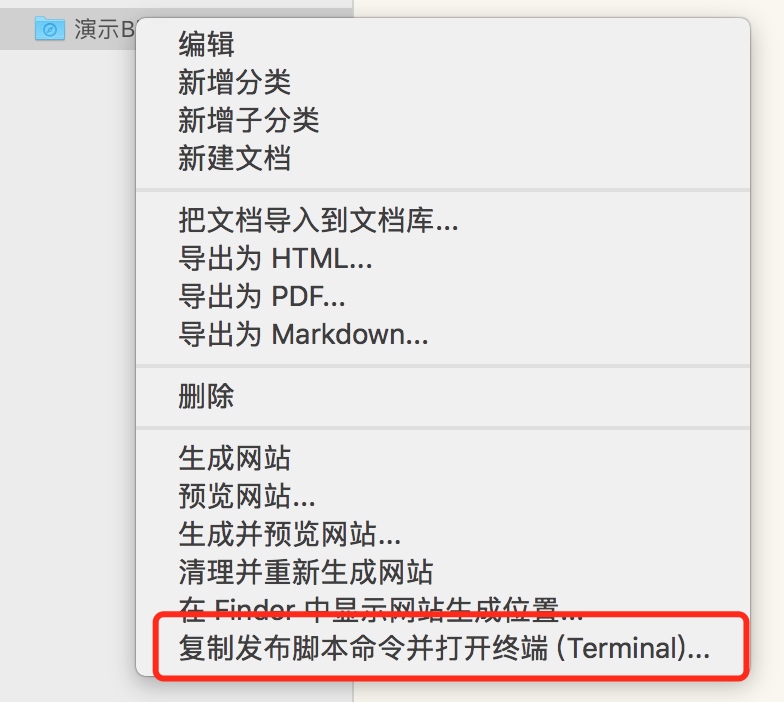 演示B
编辑
新增分类
新增子分类
新建文档
把文档导入到文档库...
导出为 HTML...
导出为 PDF...
导出为 Markdown...
删除
生成网站
预览网站...
生成并预览网站...
清理并重新生成网站
在 Finder 中显示网站生成位置...
复制发布脚本命令并打开终端 (Terminal)...